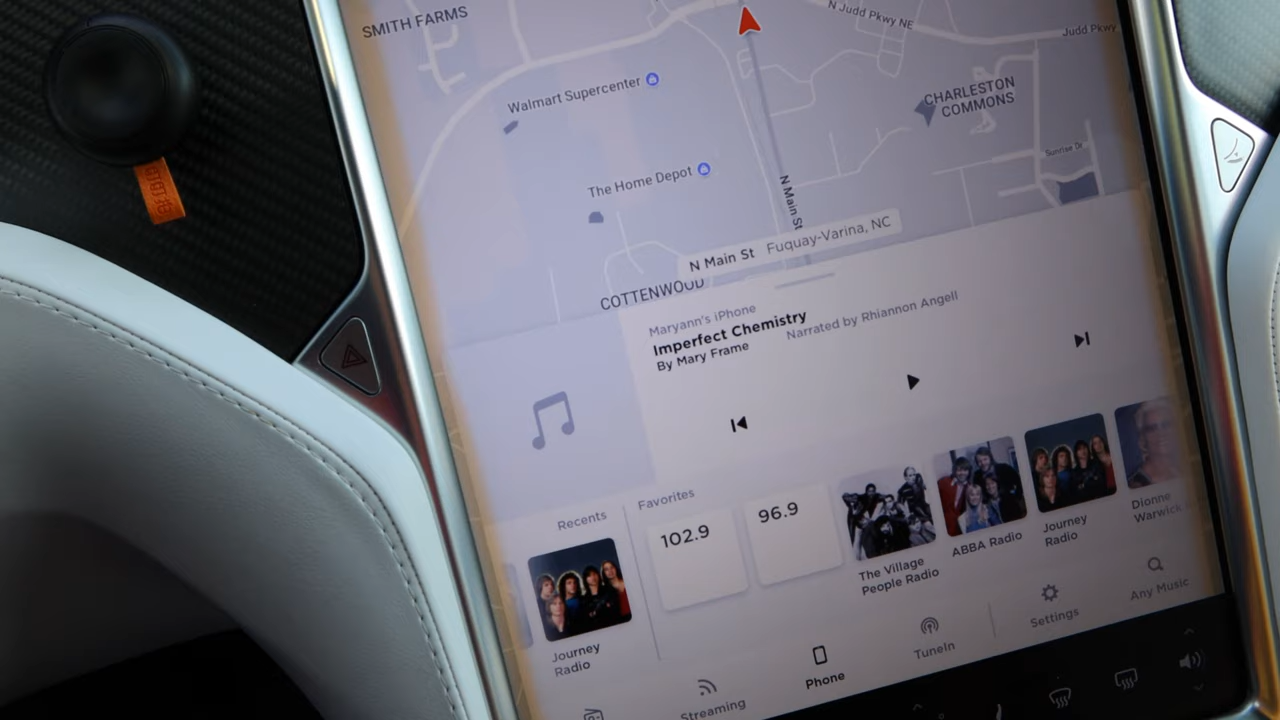 SMITH FARMS
N Judd Pkwy NE
Judd Pkwy
Walmart Supercenter
CHARLESTON
COMMONS
Sunrise Dr
The Home Depot
N Main St
N Main St Fuquay-Varina, NC
COTTENWOOD
Maryann's iPhone
Imperfect Chemistry
By Mary Frame
Narrated by Rhiannon Angell
Recents
Favorites
102.9
96.9
Journey
Radio
The Village
People Radio
ABBA Radio
Journey
Radio
Dionne
Warwick
Streaming
Phone
TuneIn
Settings
Any Music